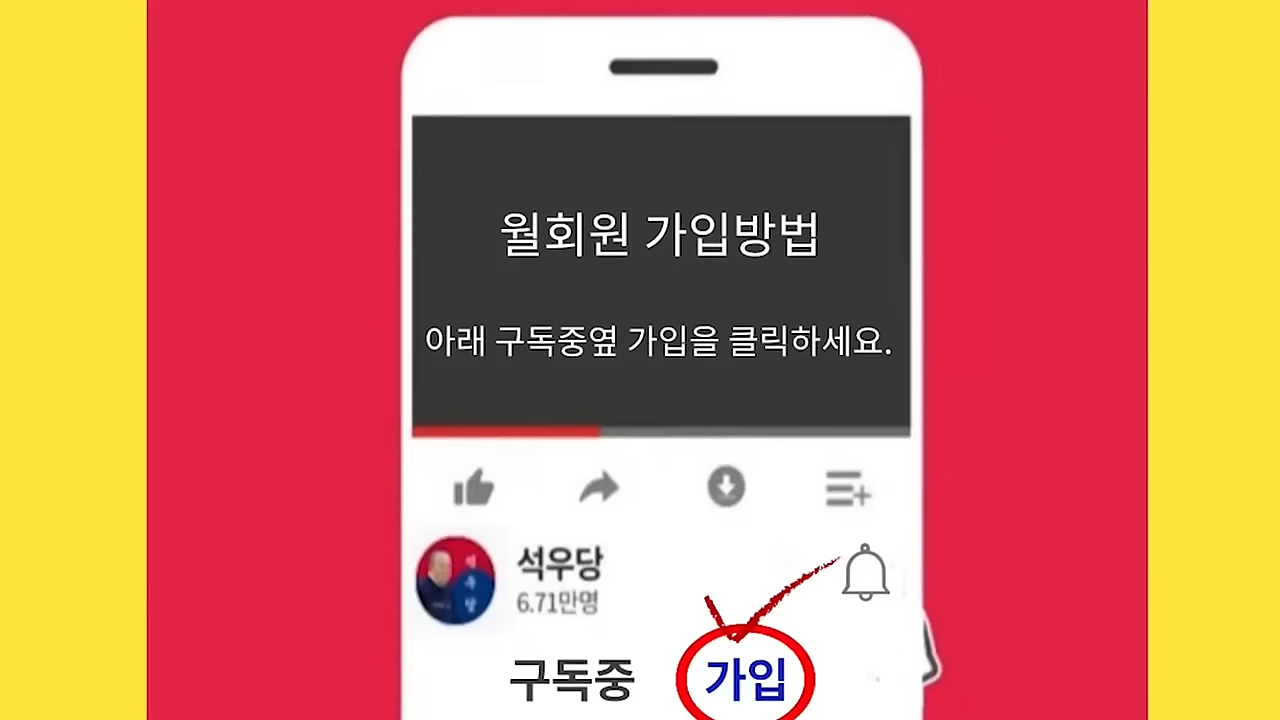 월회원 가입방법
아래 구독중옆 가입을 클릭하세요.
석우당
6.71만명
구독중 가입